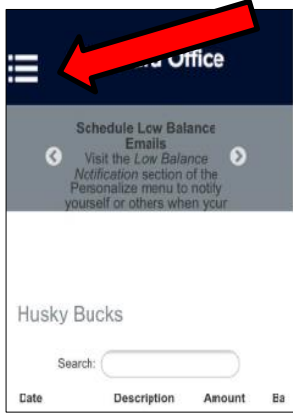 Office
Schedule Low Balance
Emails
Visit the Low Balance
Notification section of the
Personalize menu to notify
yourself or others when your
Husky Bucks
Search:
Date Description Amount Ba